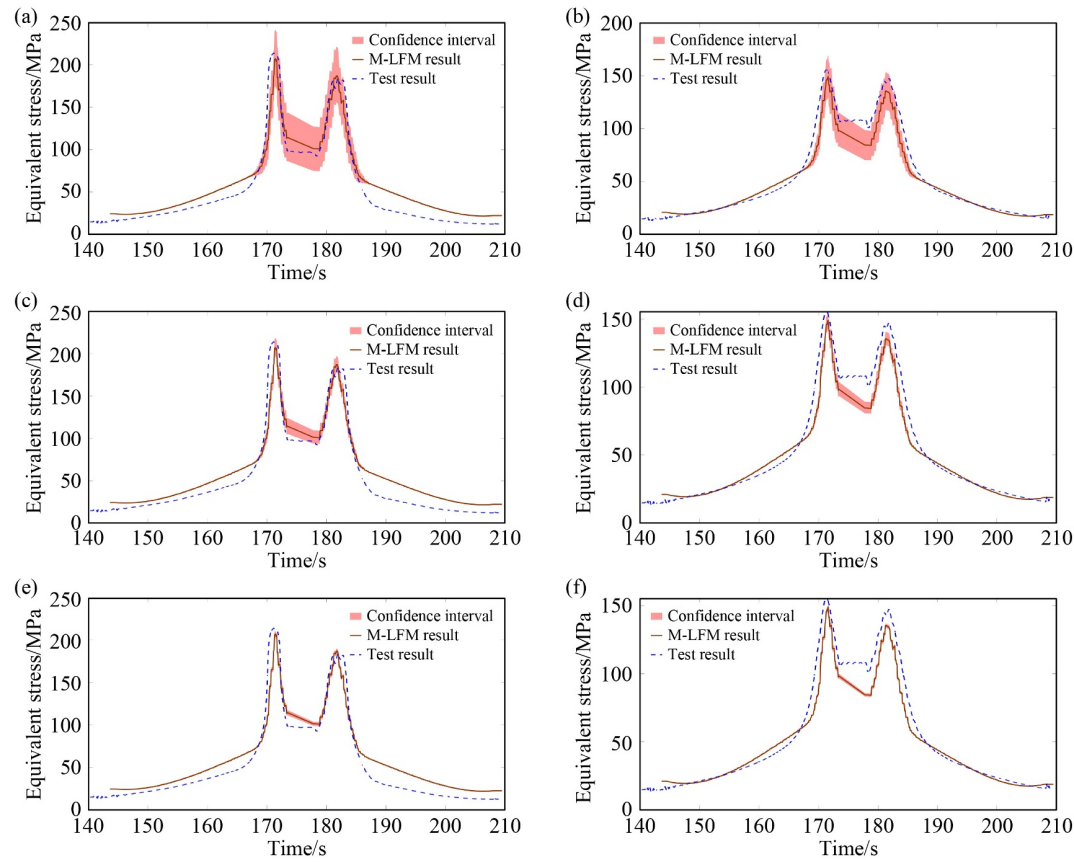 (a)
250
200
150
100
50
0
Equivalent stress/MPa
Confidence interval
M-LFM result
Test result
140 150 160 170 180 190 200 210
Time/s
(b)
200
150
100
50
0
Equivalent stress/MPa
Confidence interval
M-LFM result
Test result
140 150 160 170 180 190 200 210
Time/s
(c)
250
200
150
100
50
0
Equivalent stress/MPa
Confidence interval
M-LFM result
Test result
140 150 160 170 180 190 200 210
Time/s
(d)
150
100
50
0
Equivalent stress/MPa
Confidence interval
M-LFM result
Test result
140 150 160 170 180 190 200 210
Time/s
(e)
250
200
150
100
50
0
Equivalent stress/MPa
Confidence interval
M-LFM result
Test result
140 150 160 170 180 190 200 210
Time/s
(f)
150
100
50
0
Equivalent stress/MPa
Confidence interval
M-LFM result
Test result
140 150 160 170 180 190 200 210
Time/s